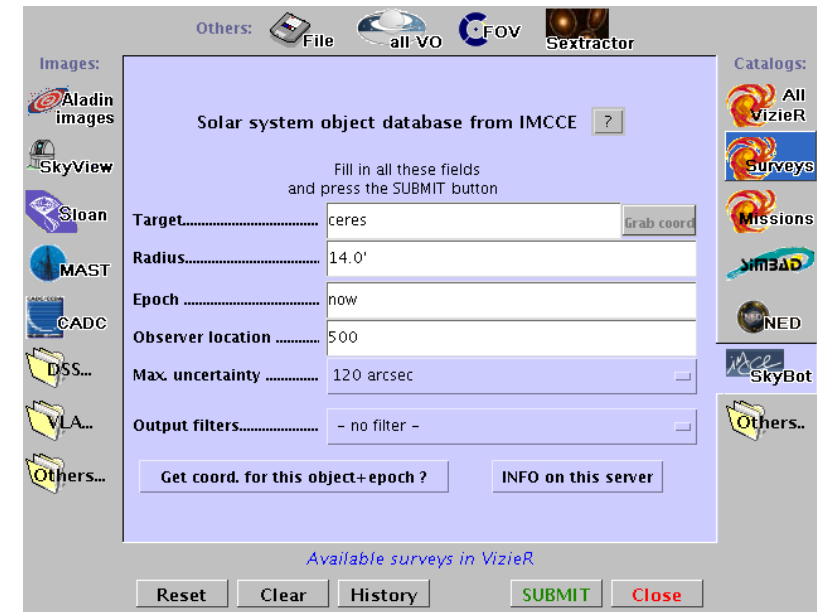 Others:
File
all VO
FOV
Sextractor
Images:
Catalogs:
Aladin
images
SkyView
Sloan
MAST
CADC
DSS...
VLA...
Others...
Solar system object database from IMCCE ?
Fill in all these fields
and press the SUBMIT button
Target................................. ceres Grab coord
Radius................................. 14.0'
Epoch ................................. now
Observer location ........... 500
Max. uncertainty ............. 120 arcsec
Output filters................... – no filter –
Get coord. for this object+epoch ? INFO on this server
All
VizieR
Surveys
Missions
SIMBAD
NED
imcce
SkyBot
Others..
Available surveys in VizieR
Reset Clear History SUBMIT Close